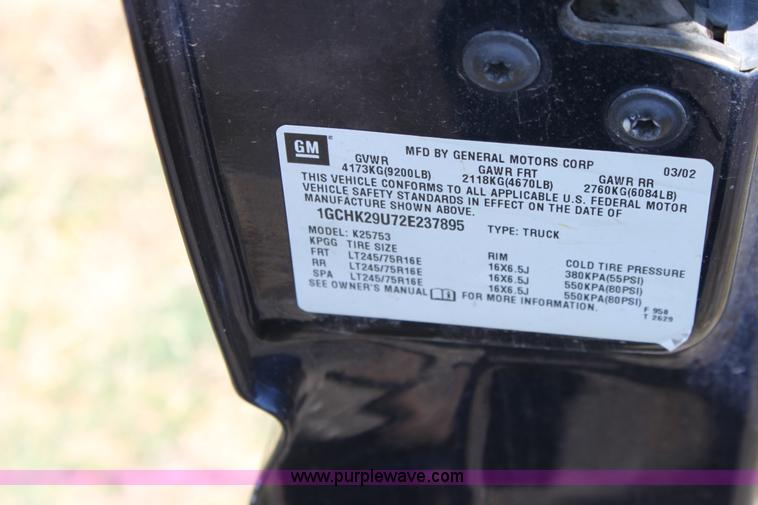 GM
MFD BY GENERAL MOTORS CORP 03/02
GVWR GAWR FRT GAWR RR
4173KG(9200LB) 2118KG(4670LB) 2760KG(6084LB)
THIS VEHICLE CONFORMS TO ALL APPLICABLE U.S. FEDERAL MOTOR
VEHICLE SAFETY STANDARDS IN EFFECT ON THE DATE OF
MANUFACTURE SHOWN ABOVE.
1GCHK29U72E237895 TYPE: TRUCK
MODEL: K25753
KPGG TIRE SIZE RIM COLD TIRE PRESSURE
FRT LT245/75R16E 16X6.5J 380KPA(55PSI)
RR LT245/75R16E 16X6.5J 550KPA(80PSI)
SPA LT245/75R16E 16X6.5J 550KPA(80PSI)
SEE OWNER'S MANUAL FOR MORE INFORMATION.
F 950
T 2629
www.purplewave.com